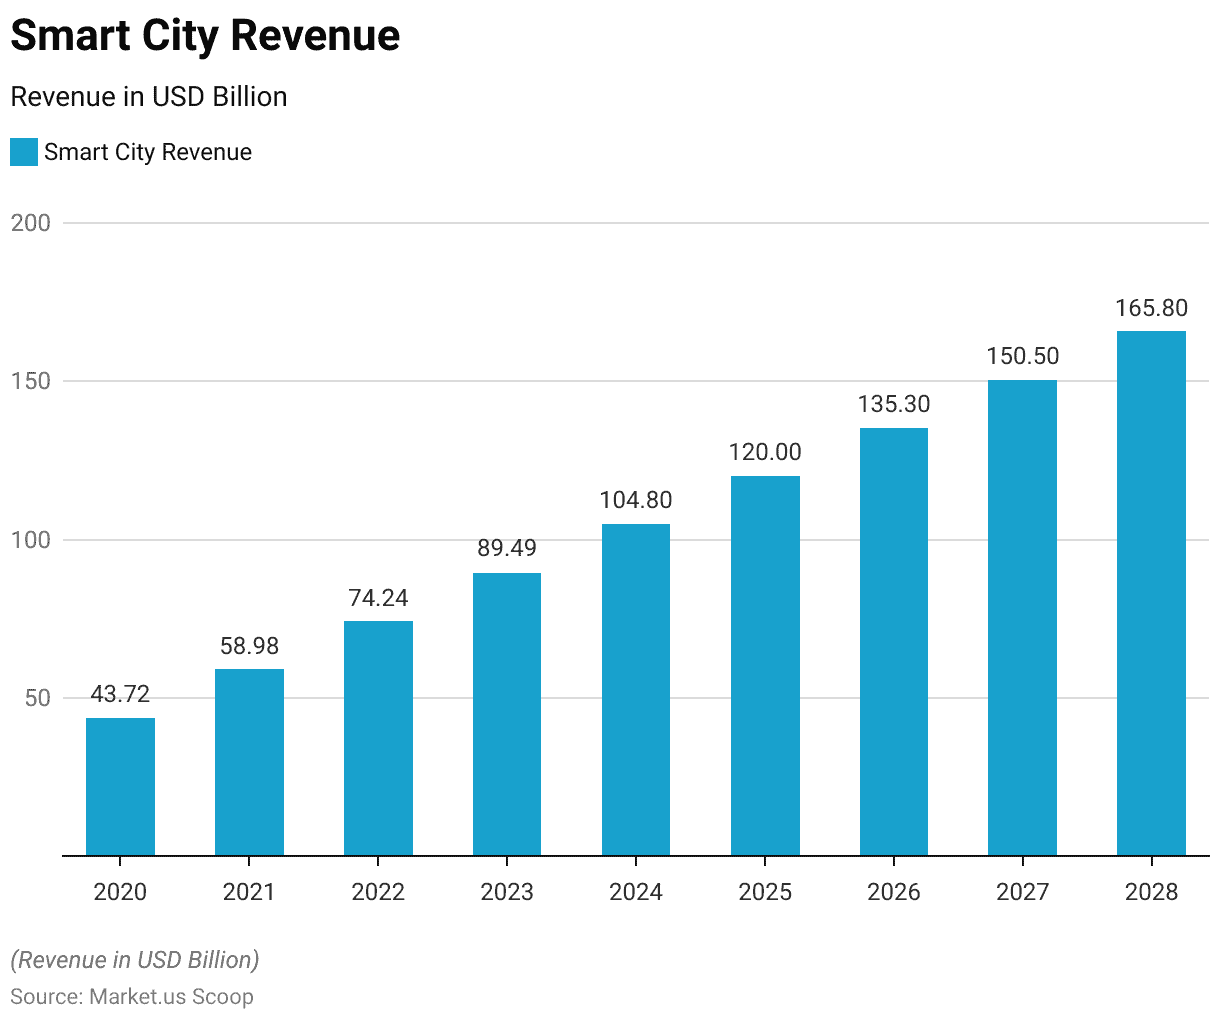 Smart City Revenue
Revenue in USD Billion
Smart City Revenue
200
150
100
50
43.72
58.98
74.24
89.49
104.80
120.00
135.30
150.50
165.80
2020 2021 2022 2023 2024 2025 2026 2027 2028
(Revenue in USD Billion)
Source: Market.us Scoop